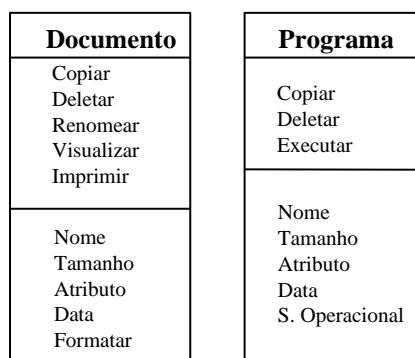 Documento
Copiar
Deletar
Renomear
Visualizar
Imprimir
Nome
Tamanho
Atributo
Data
Formatar
Programa
Copiar
Deletar
Executar
Nome
Tamanho
Atributo
Data
S. Operacional